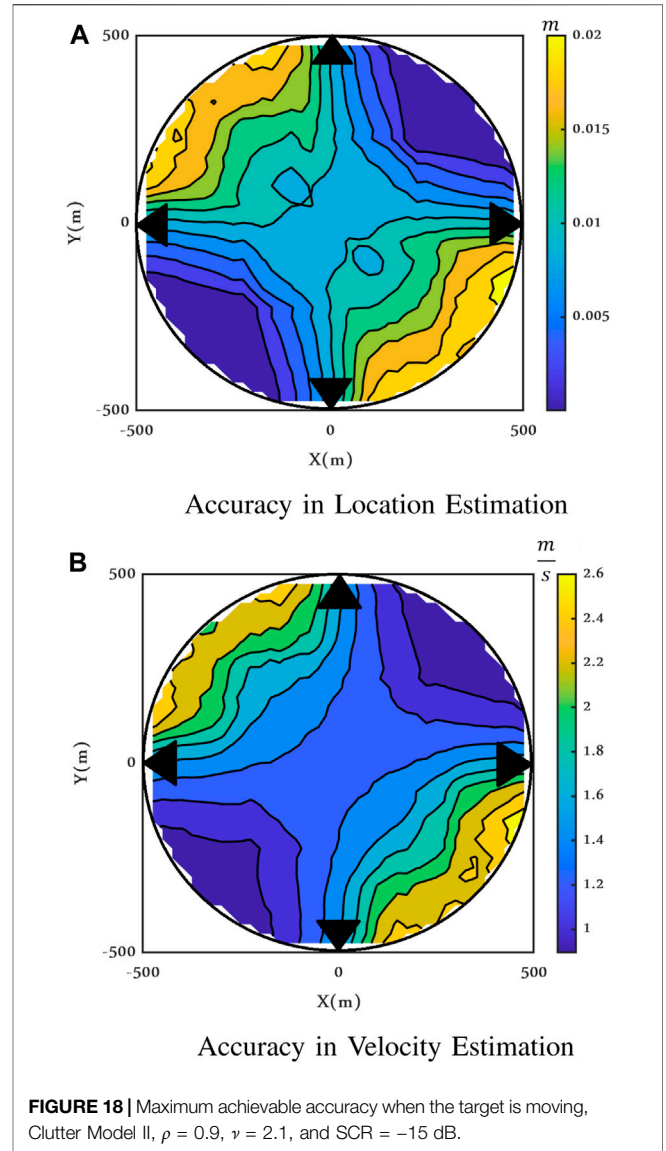 A
m
500
0
-500
Y(m)
-500
0
500
X(m)
0.02
0.015
0.01
0.005
Accuracy in Location Estimation
B
m
s
500
0
-500
Y(m)
-500
0
500
X(m)
2.6
2.4
2.2
2
1.8
1.6
1.4
1.2
1
Accuracy in Velocity Estimation
FIGURE 18 | Maximum achievable accuracy when the target is moving,
Clutter Model II, ρ = 0.9, ν = 2.1, and SCR = −15 dB.